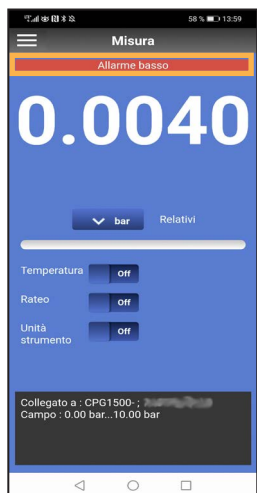 58 % 13:59
Misura
Allarme basso
0.0040
bar Relativi
Temperatura Off
Rateo Off
Unità
strumento Off
Collegato a : CPG1500- ;
Campo : 0.00 bar...10.00 bar